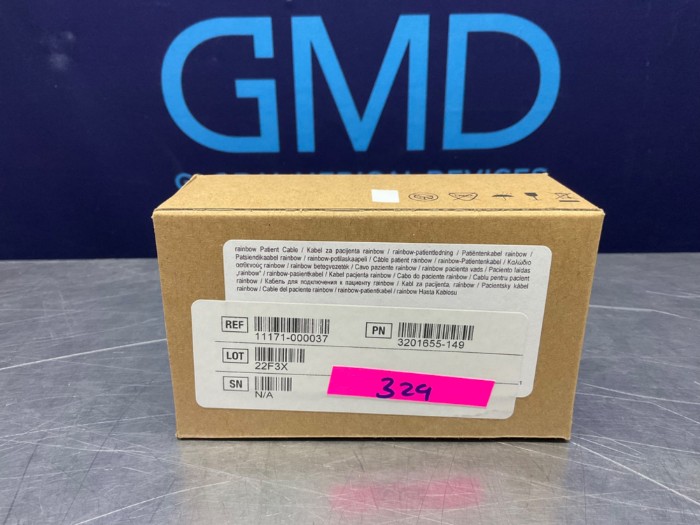 GMD
GLOBAL MEDICAL DEVICES
rainbow Patient Cable / Kabel za pacijenta rainbow / rainbow-patientledning / Patiëntenkabel rainbow /
Patsiendikaabel rainbow / rainbow-potilaskaapeli / Câble patient rainbow / rainbow-Patientenkabel / Καλώδιο
ασθενούς rainbow / rainbow betegvezeték / Cavo paziente rainbow / rainbow pacienta vads / Paciento laidas
„rainbow" / rainbow-pasientkabel / Kabel pacjenta rainbow / Cabo do paciente rainbow / Cablu pentru pacient
rainbow / Кабель для подключения к пациенту rainbow / Kábl za pacijenta, rainbow / Pacientsky kábel
rainbow / Cable del paciente rainbow / rainbow-patientkabel / rainbow Hasta Kablosu
REF 11171-000037
PN 3201655-149
LOT 22F3X
SN N/A
329